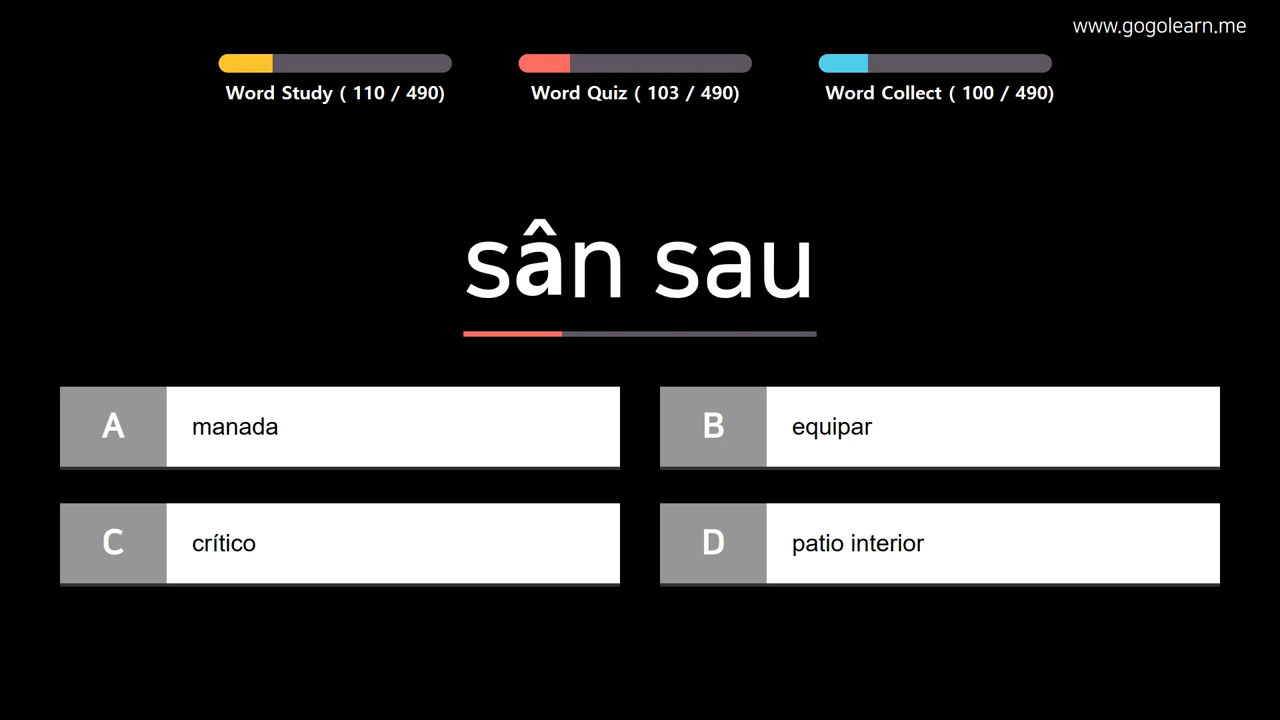 www.gogolearn.me
Word Study ( 110 / 490)
Word Quiz ( 103 / 490)
Word Collect ( 100 / 490)
sân sau
A manada
B equipar
C crítico
D patio interior